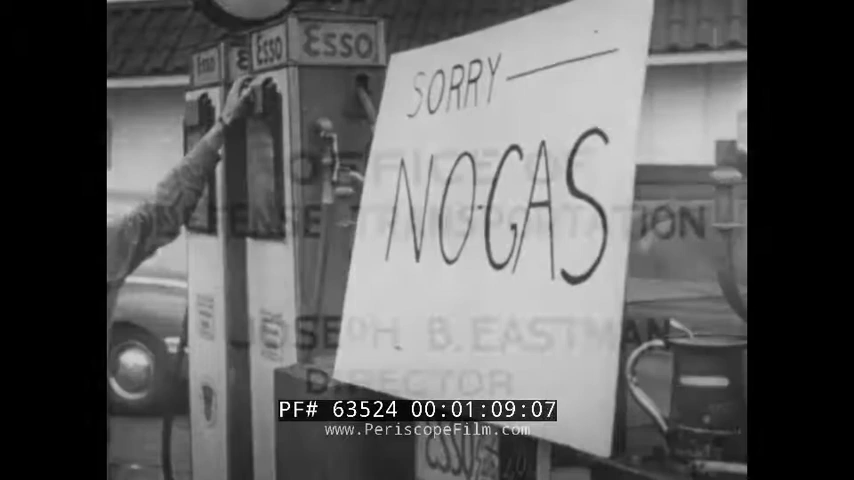 Esso
Esso
Esso
SORRY —
NO-GAS
OFFICE OF
DEFENSE TRANSPORTATION
JOSEPH B. EASTMAN
DIRECTOR
PF# 63524 00:01:09:07
www.PeriscopeFilm.com